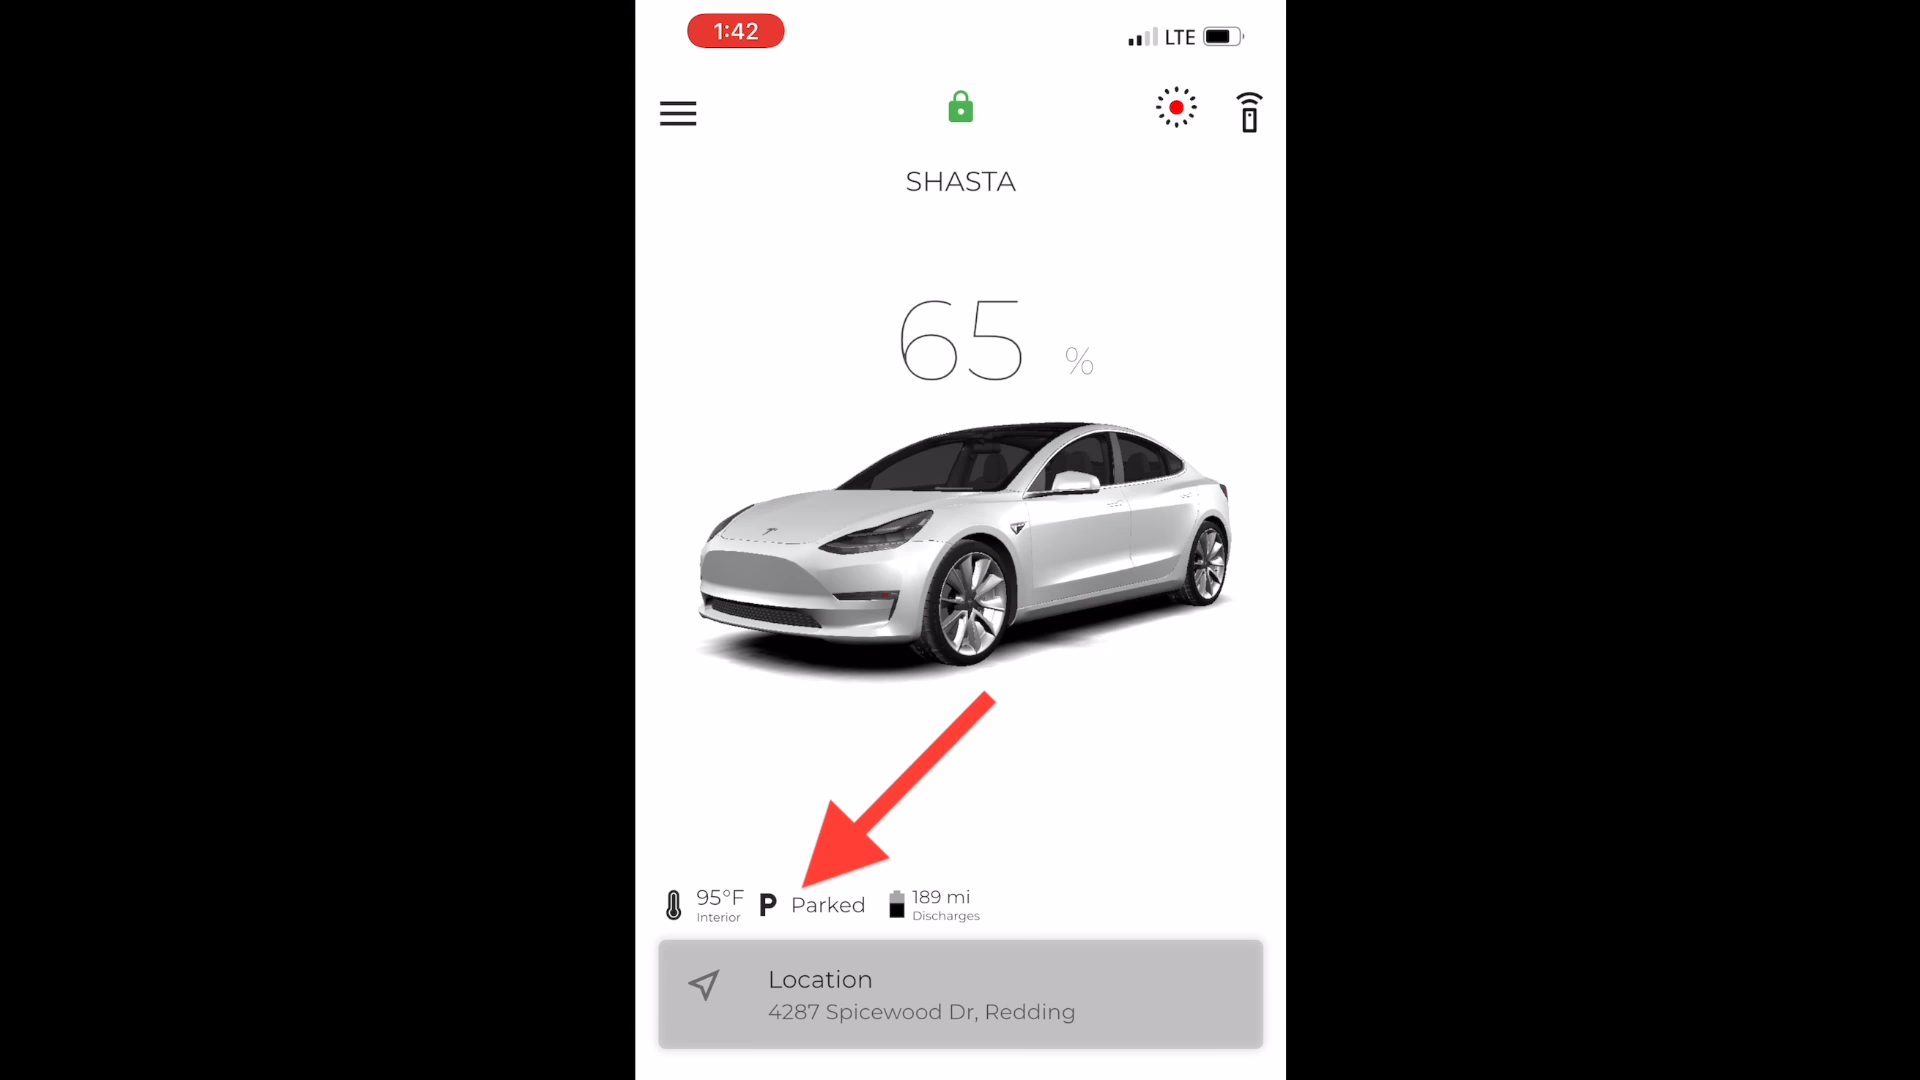 1:42
LTE
SHASTA
65 %
95°F
Interior
P Parked
189 mi
Discharges
Location
4287 Spicewood Dr, Redding